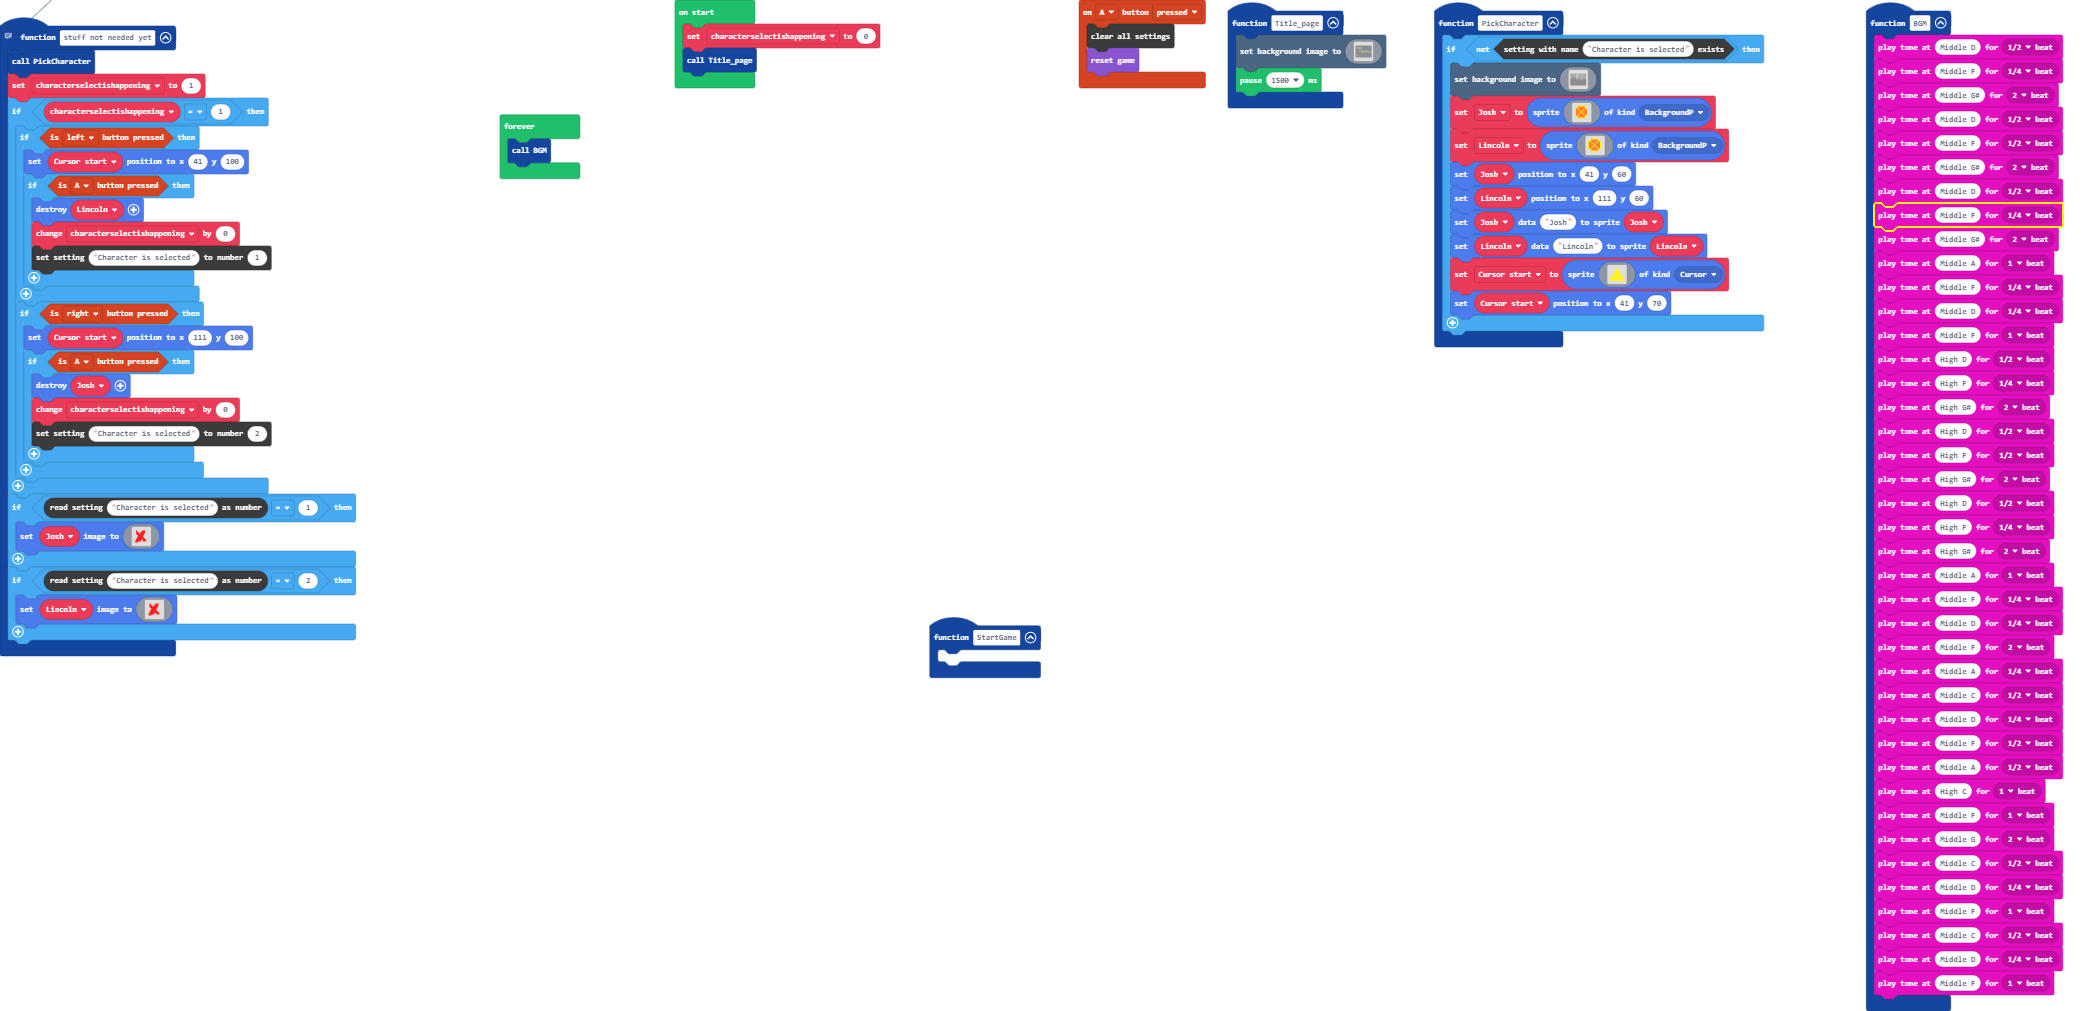 function stuff not needed yet
call PickCharacter
set characterselectishappening to 1
if characterselectishappening = 1 then
if is left button pressed then
set Cursor start position to x 41 y 100
if is A button pressed then
destroy Lincoln
change characterselectishappening by 0
set setting "Character is selected" to number 1
if is right button pressed then
set Cursor start position to x 111 y 100
if is A button pressed then
destroy Josh
change characterselectishappening by 0
set setting "Character is selected" to number 2
if read setting "Character is selected" as number = 1 then
set Josh image to
if read setting "Character is selected" as number = 2 then
set Lincoln image to
forever
call BGM
on start
set characterselectishappening to 0
call Title_page
function StartGame
on A button pressed
clear all settings
reset game
function Title_page
set background image to
pause 1500 ms
function PickCharacter
if not setting with name "Character is selected" exists then
set background image to
set Josh to sprite of kind BackgroundP
set Lincoln to sprite of kind BackgroundP
set Josh position to x 41 y 60
set Lincoln position to x 111 y 60
set Josh data "Josh" to sprite Josh
set Lincoln data "Lincoln" to sprite Lincoln
set Cursor start to sprite of kind Cursor
set Cursor start position to x 41 y 70
function BGM
play tone at Middle D for 1/2 beat
play tone at Middle F for 1/4 beat
play tone at Middle G# for 2 beat
play tone at Middle D for 1/2 beat
play tone at Middle F for 1/2 beat
play tone at Middle G# for 2 beat
play tone at Middle D for 1/2 beat
play tone at Middle F for 1/4 beat
play tone at Middle G# for 2 beat
play tone at Middle A for 1 beat
play tone at Middle F for 1/4 beat
play tone at Middle D for 1/4 beat
play tone at Middle F for 1 beat
play tone at High D for 1/2 beat
play tone at High F for 1/4 beat
play tone at High G# for 2 beat
play tone at High D for 1/2 beat
play tone at High F for 1/2 beat
play tone at High G# for 2 beat
play tone at High D for 1/2 beat
play tone at High F for 1/4 beat
play tone at High G# for 2 beat
play tone at Middle A for 1 beat
play tone at Middle F for 1/4 beat
play tone at Middle D for 1/4 beat
play tone at Middle F for 2 beat
play tone at Middle A for 1/4 beat
play tone at Middle C for 1/2 beat
play tone at Middle D for 1/4 beat
play tone at Middle F for 1/2 beat
play tone at Middle A for 1/2 beat
play tone at High C for 1 beat
play tone at Middle F for 1 beat
play tone at Middle G for 2 beat
play tone at Middle C for 1/2 beat
play tone at Middle D for 1/4 beat
play tone at Middle F for 1 beat
play tone at Middle C for 1/2 beat
play tone at Middle D for 1/4 beat
play tone at Middle F for 1 beat